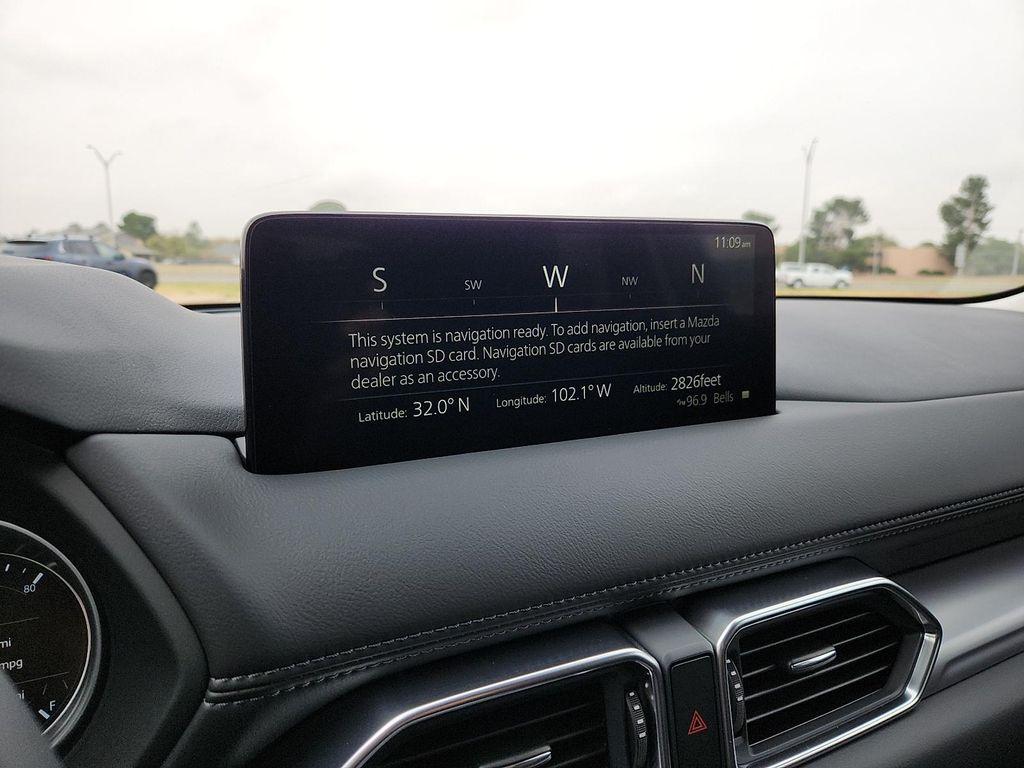 11:09am
S SW W NW N
This system is navigation ready. To add navigation, insert a Mazda
navigation SD card. Navigation SD cards are available from your
dealer as an accessory.
Latitude: 32.0° N Longitude: 102.1° W Altitude: 2826feet
96.9 Bells
80
mi
mpg
mi
F